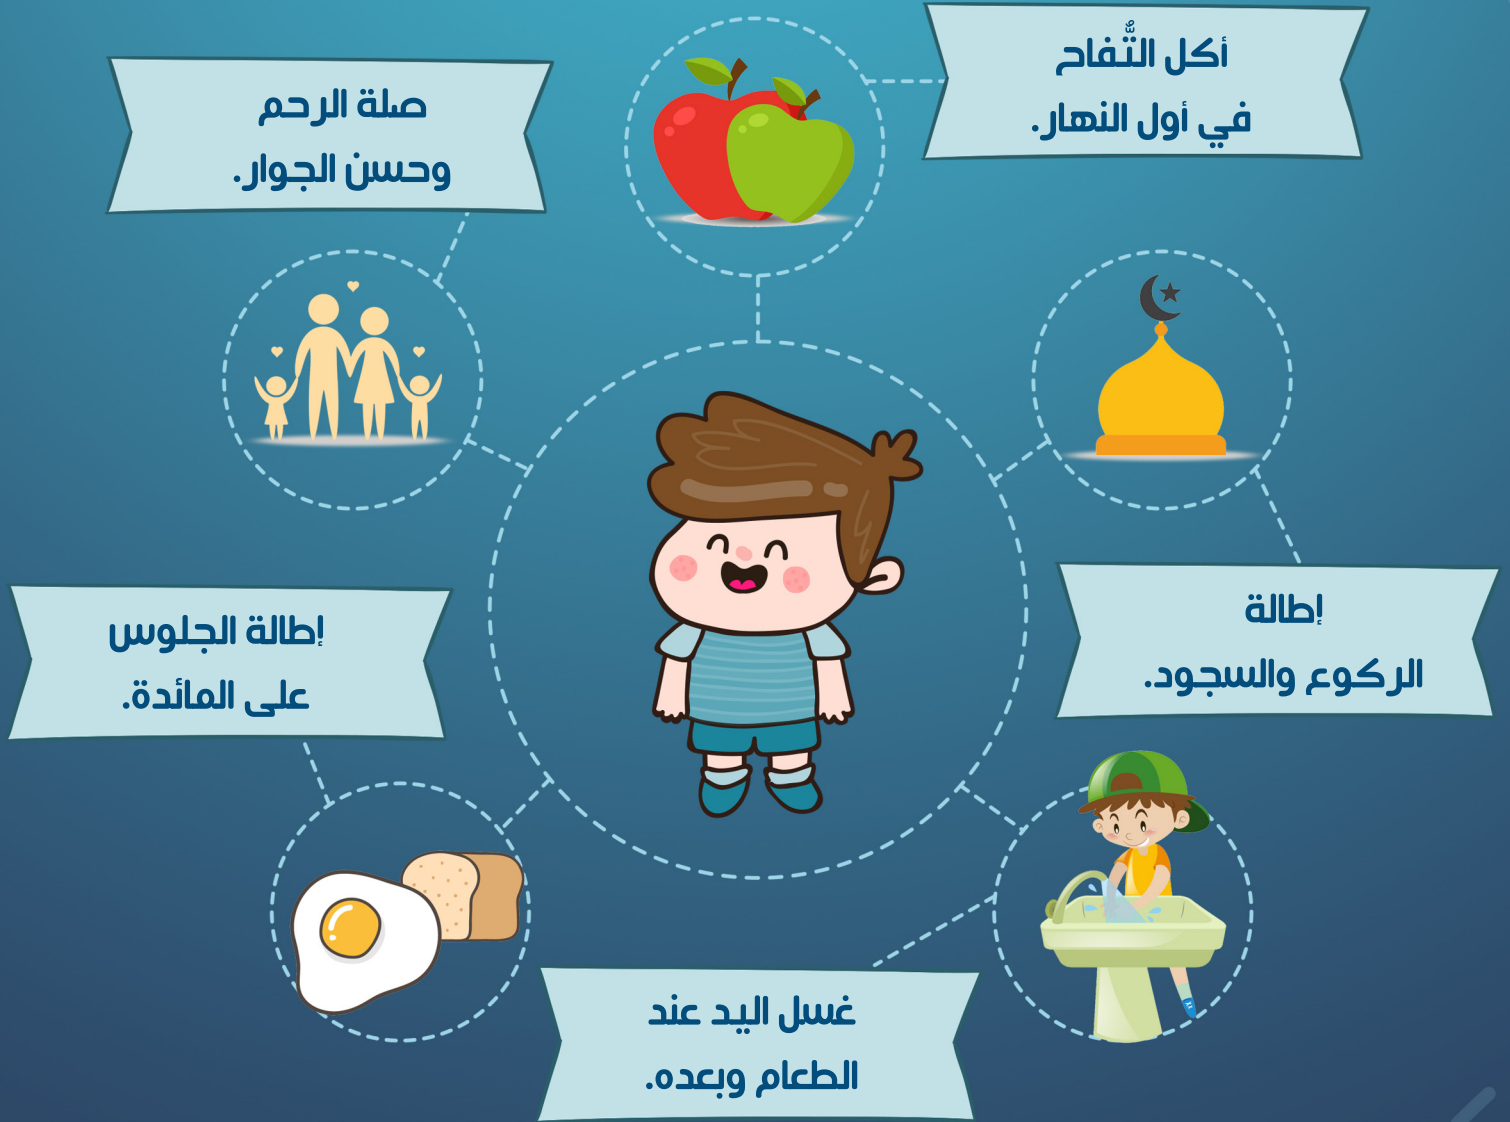 أكل التُّفاح
في أول النهار.
صلة الرحم
وحسن الجوار.
إطالة
الركوع والسجود.
إطالة الجلوس
على المائدة.
غسل اليد عند
الطعام وبعده.